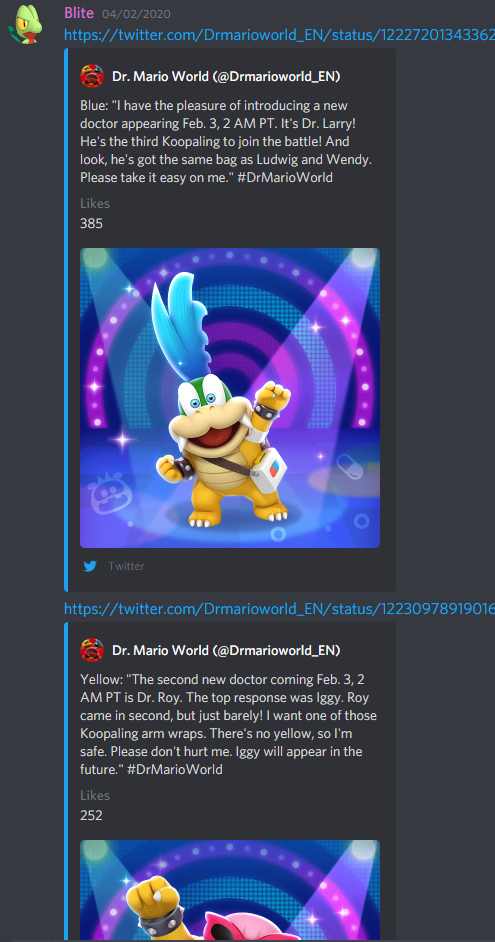 Blite 04/02/2020
https://twitter.com/Drmarioworld_EN/status/12227201343362
Dr. Mario World (@Drmarioworld_EN)
Blue: "I have the pleasure of introducing a new
doctor appearing Feb. 3, 2 AM PT. It's Dr. Larry!
He's the third Koopaling to join the battle! And
look, he's got the same bag as Ludwig and Wendy.
Please take it easy on me." #DrMarioWorld
Likes
385
Twitter
https://twitter.com/Drmarioworld_EN/status/12230978919016
Dr. Mario World (@Drmarioworld_EN)
Yellow: "The second new doctor coming Feb. 3, 2
AM PT is Dr. Roy. The top response was Iggy. Roy
came in second, but just barely! I want one of those
Koopaling arm wraps. There's no yellow, so I'm
safe. Please don't hurt me. Iggy will appear in the
future." #DrMarioWorld
Likes
252